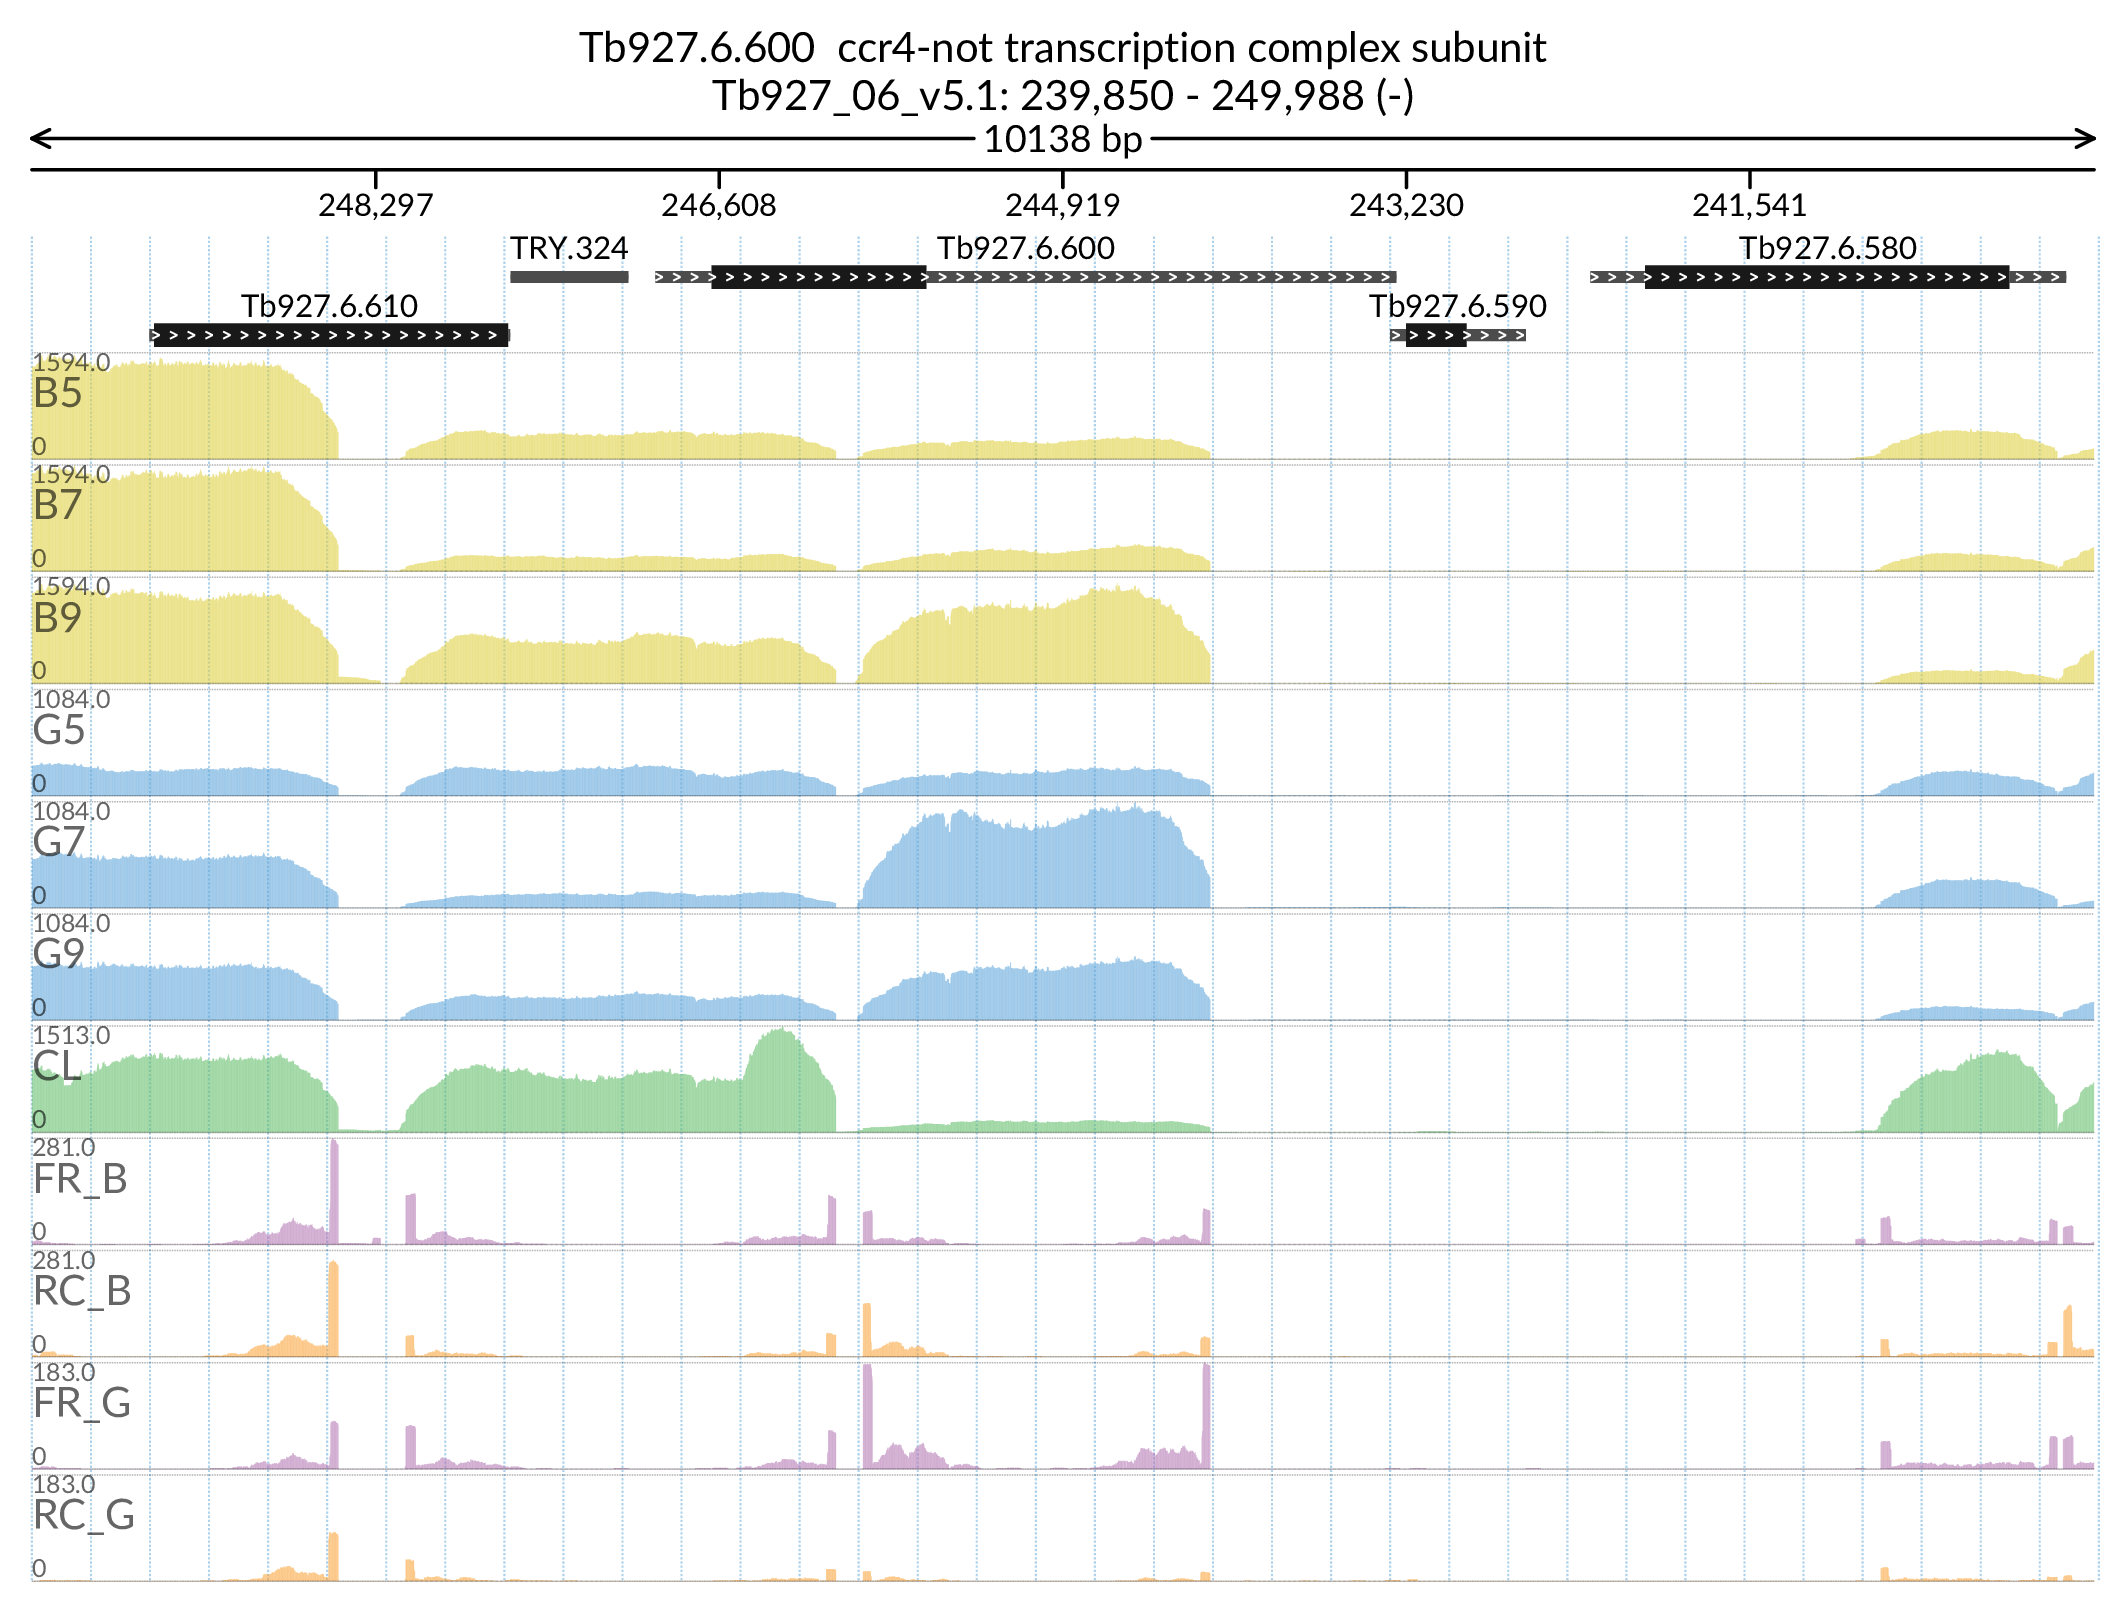 Tb927.6.600  ccr4-not transcription complex subunit
Tb927_06_v5.1: 239,850 - 249,988 (-)
10138 bp
248,297 246,608 244,919 243,230 241,541
TRY.324 Tb927.6.600 Tb927.6.580
Tb927.6.610 Tb927.6.590
1594.0
B5
0
1594.0
B7
0
1594.0
B9
0
1084.0
G5
0
1084.0
G7
0
1084.0
G9
0
1513.0
CL
0
281.0
FR_B
0
281.0
RC_B
0
183.0
FR_G
0
183.0
RC_G
0